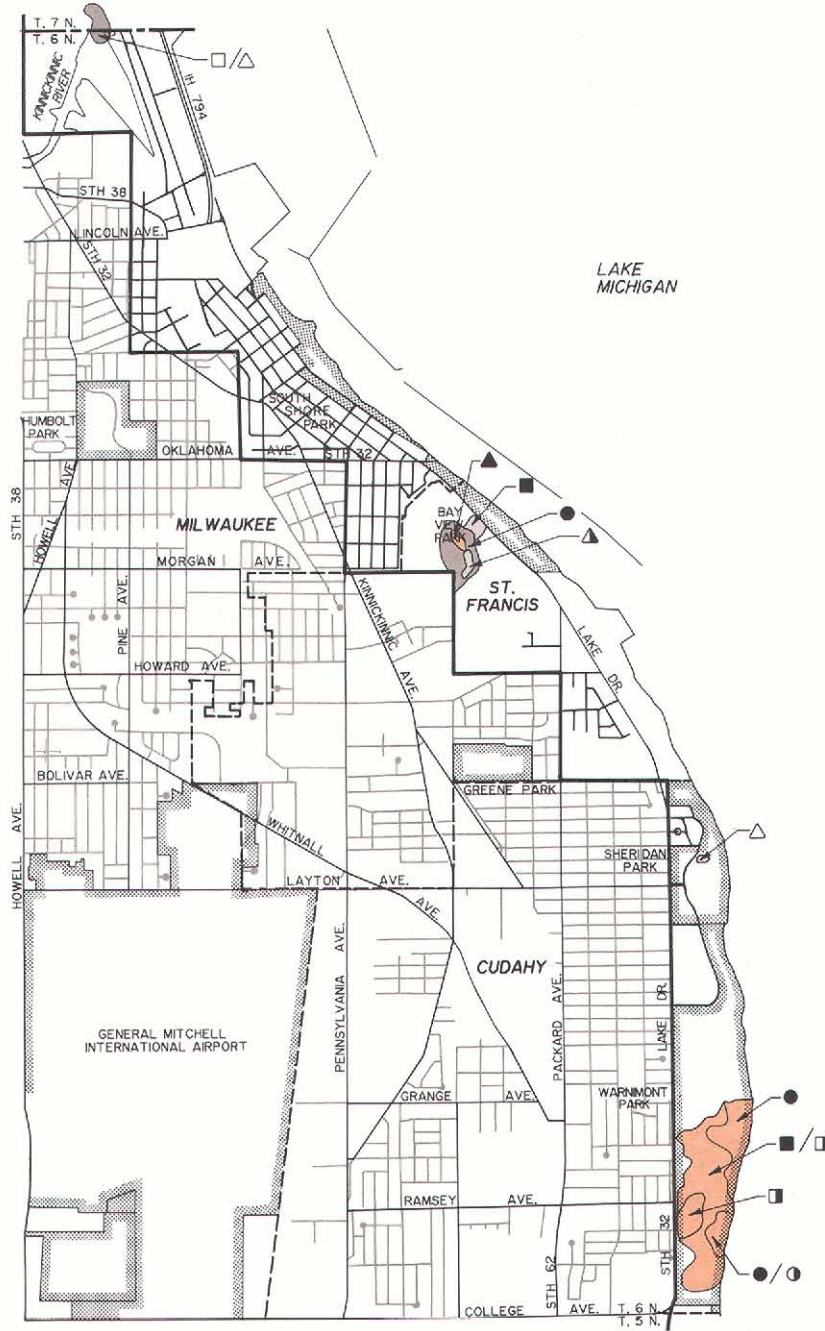 T. 7 N.
T. 6 N.
KINNICKINNIC
RIVER
IH 794
STH 38
LINCOLN AVE.
STH 32
LAKE
MICHIGAN
SOUTH
SHORE
PARK
HUMBOLT
PARK
OKLAHOMA AVE.
STH 32
STH 38
HOWELL AVE.
MILWAUKEE
BAY
VIEW
PARK
MORGAN AVE.
ST.
FRANCIS
PINE AVE.
KINNICKINNIC AVE.
HOWARD AVE.
LAKE DR.
BOLIVAR AVE.
GREENE PARK
HOWELL AVE.
WHITNALL AVE.
SHERIDAN
PARK
LAYTON AVE.
CUDAHY
PENNSYLVANIA AVE.
PACKARD AVE.
LAKE DR.
GENERAL MITCHELL
INTERNATIONAL AIRPORT
GRANGE AVE.
WARNIMONT
PARK
RAMSEY AVE.
STH 62
STH 32
COLLEGE AVE.
T. 6 N.
T. 5 N.